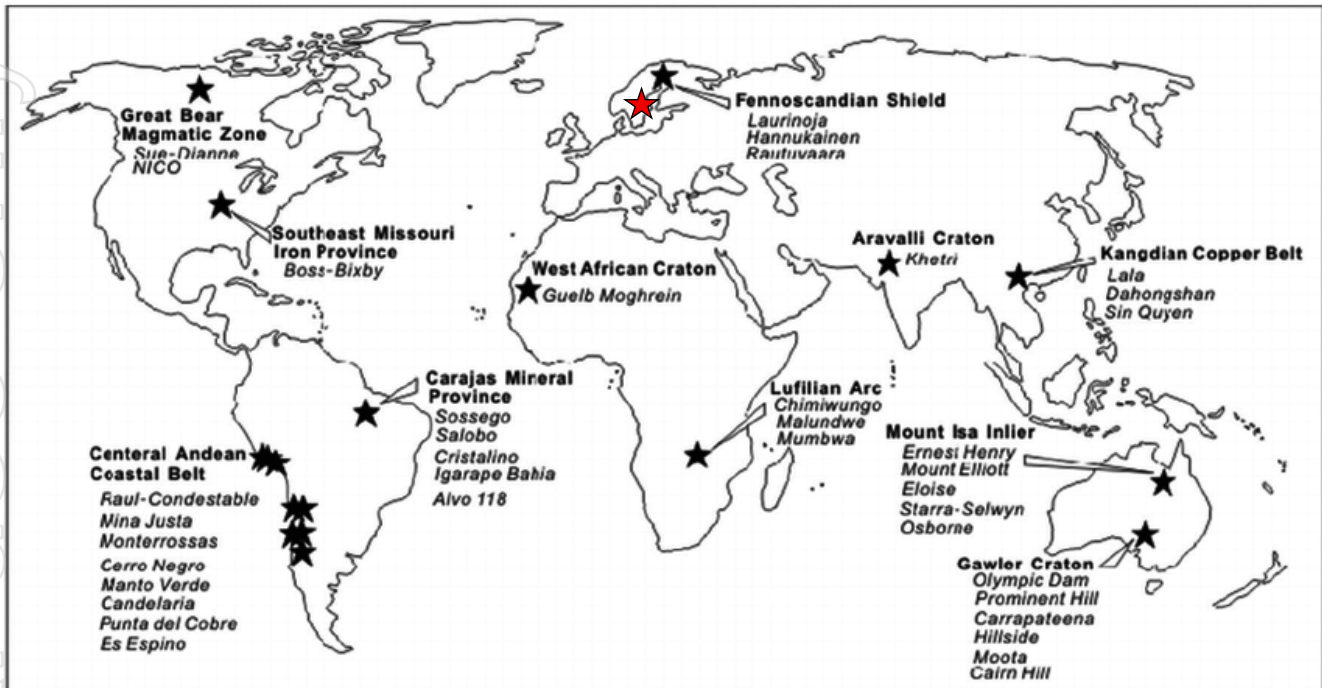 Great Bear
Magmatic Zone
Sue-Dianne
NICO
Southeast Missouri
Iron Province
Boss-Bixby
Fennoscandian Shield
Laurinoja
Hannukainen
Rautuvaara
West African Craton
Guelb Moghrein
Aravalli Craton
Khetri
Kangdian Copper Belt
Lala
Dahongshan
Sin Quyen
Carajas Mineral
Province
Sossego
Salobo
Cristalino
Igarape Bahia
Alvo 118
Lufilian Arc
Chimiwungo
Malundwe
Mumbwa
Centeral Andean
Coastal Belt
Raul-Condestable
Mina Justa
Monterrossas
Cerro Negro
Manto Verde
Candelaria
Punta del Cobre
Es Espino
Mount Isa Inlier
Ernest Henry
Mount Elliott
Eloise
Starra-Selwyn
Osborne
Gawler Craton
Olympic Dam
Prominent Hill
Carrapateena
Hillside
Moota
Cairn Hill